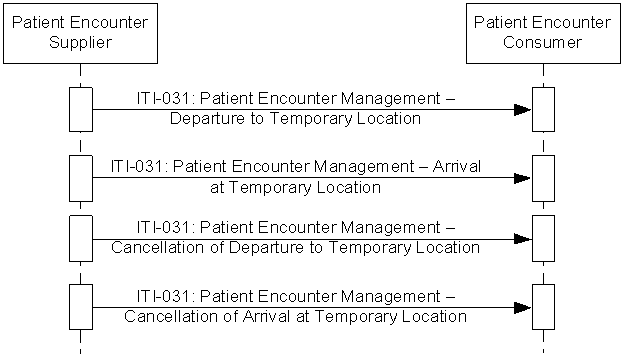 Patient Encounter
Supplier
Patient Encounter
Consumer
ITI-031: Patient Encounter Management –
Departure to Temporary Location
ITI-031: Patient Encounter Management – Arrival
at Temporary Location
ITI-031: Patient Encounter Management –
Cancellation of Departure to Temporary Location
ITI-031: Patient Encounter Management –
Cancellation of Arrival at Temporary Location